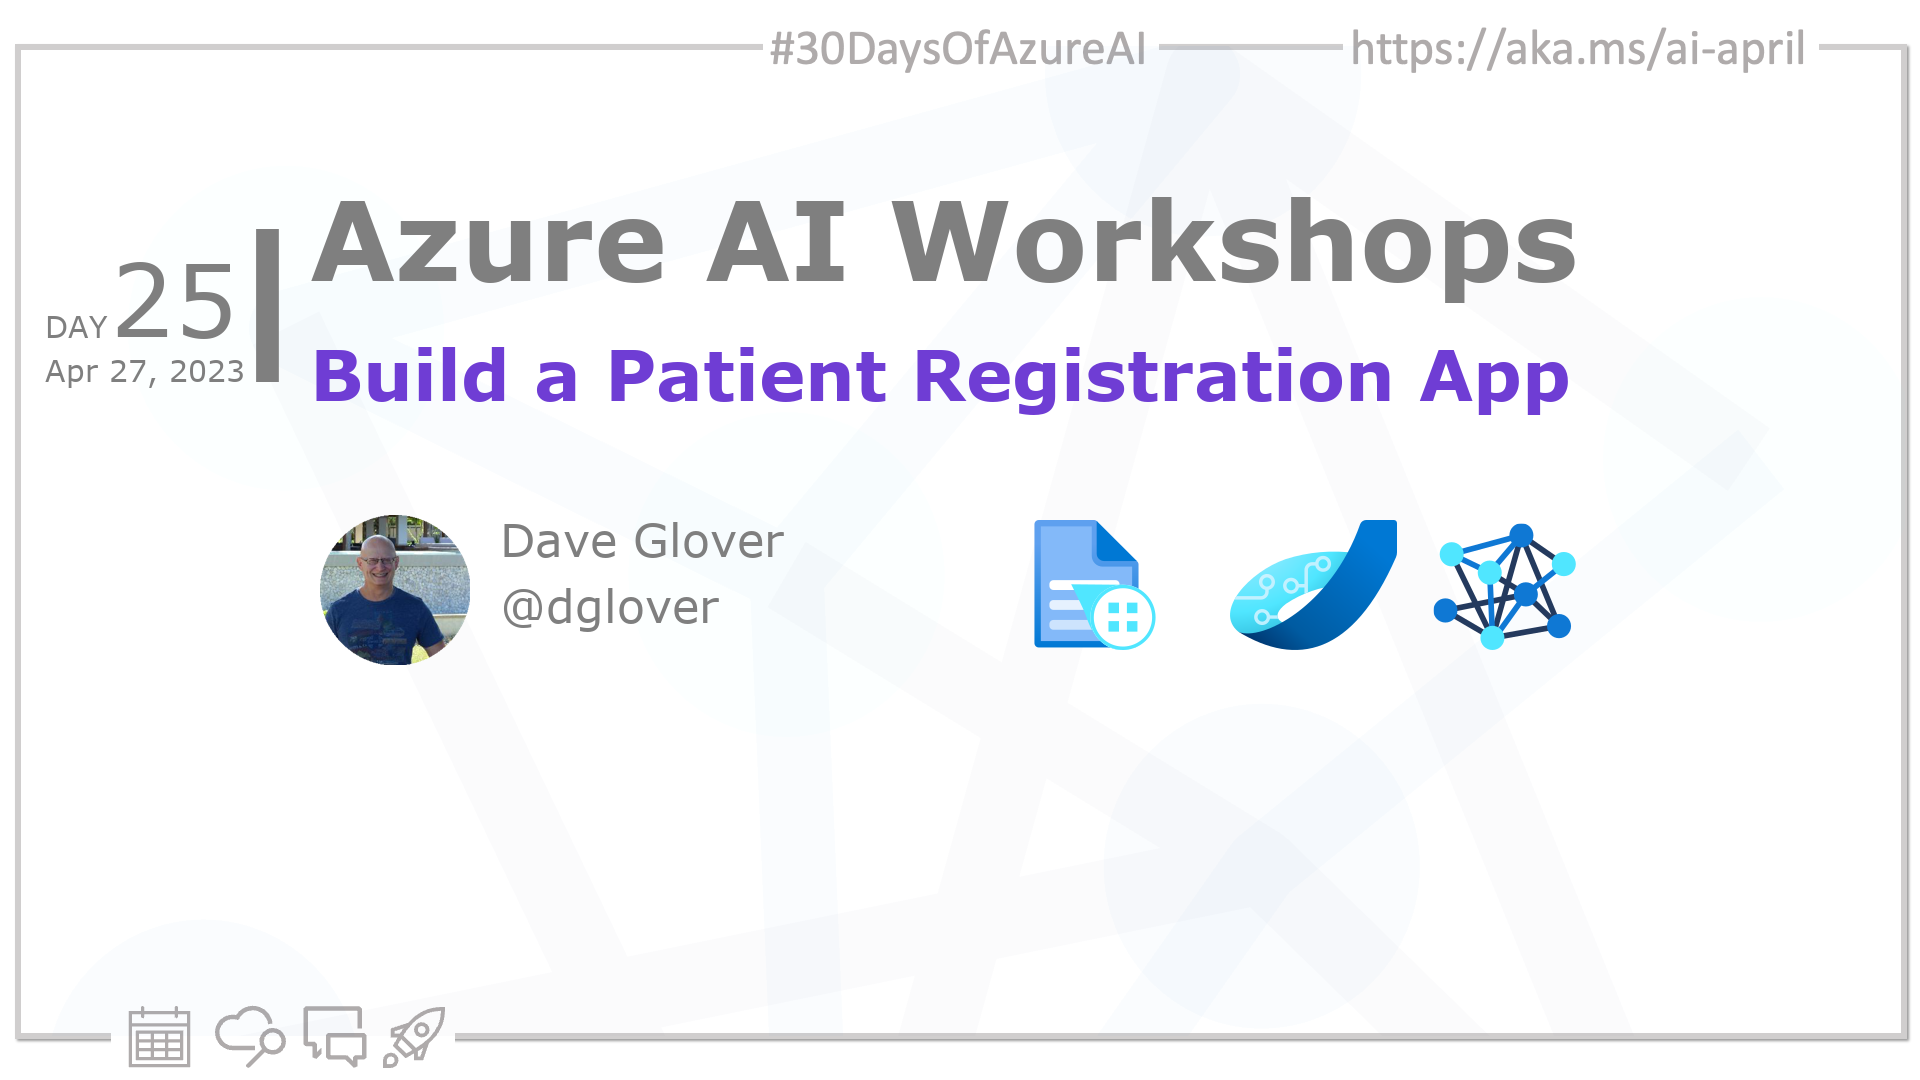 #30DaysOfAzureAI
https://aka.ms/ai-april
Azure AI Workshops
DAY 25
Apr 27, 2023
Build a Patient Registration App
Dave Glover
@dglover